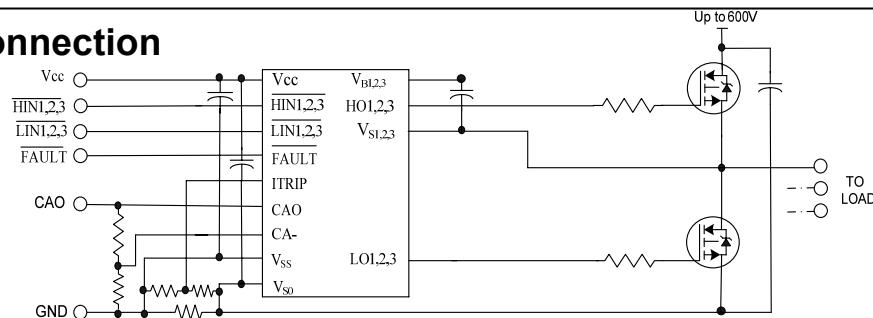 Up to 600V
onnection
Vcc
HIN1,2,3
LIN1,2,3
FAULT
CAO
GND
Vcc
HIN1,2,3
LIN1,2,3
FAULT
ITRIP
CAO
CA-
VSS
VS0
VB1,2,3
HO1,2,3
VS1,2,3
LO1,2,3
TO
LOAD